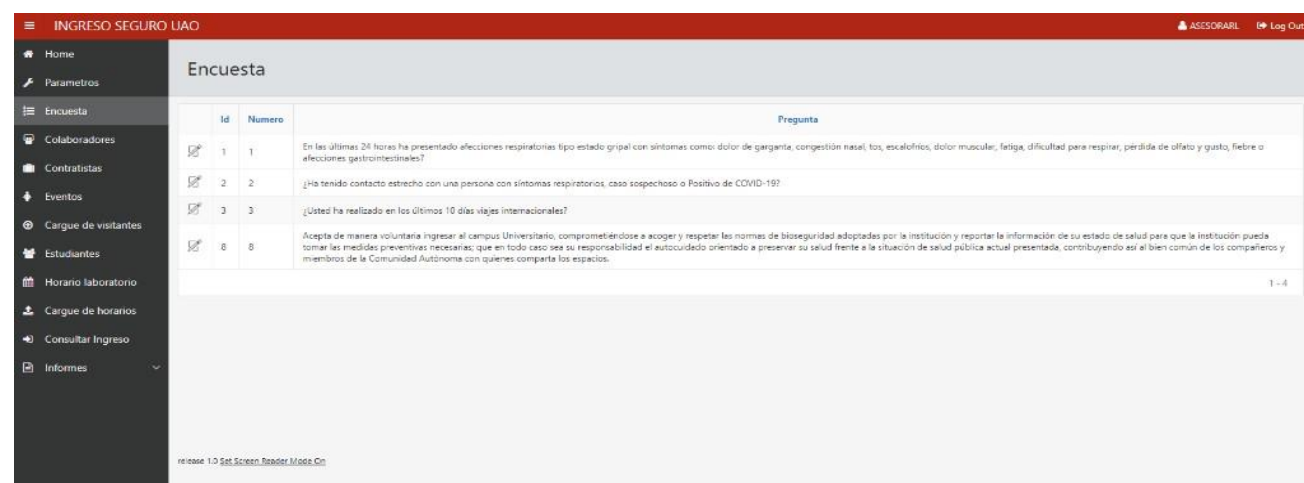 INGRESO SEGURO UAO
ASESORARL
Log Out
Home
Parametros
Encuesta
Colaboradores
Contratistas
Eventos
Cargue de visitantes
Estudiantes
Horario laboratorio
Cargue de horarios
Consultar Ingreso
Informes
Encuesta
Id Numero Pregunta
1 1 En las últimas 24 horas ha presentado afecciones respiratorias tipo estado gripal con síntomas como: dolor de garganta, congestión nasal, tos, escalofríos, dolor muscular, fatiga, dificultad para respirar, pérdida de olfato y gusto, fiebre o
afecciones gastrointestinales?
2 2 ¿Ha tenido contacto estrecho con una persona con síntomas respiratorios, caso sospechoso o Positivo de COVID-19?
3 3 ¿Usted ha realizado en los últimos 10 días viajes internacionales?
8 8 Acepta de manera voluntaria ingresar al campus Universitario, comprometiéndose a acoger y respetar las normas de bioseguridad adoptadas por la institución y reportar la información de su estado de salud para que la institución pueda
tomar las medidas preventivas necesarias; que en todo caso sea su responsabilidad el autocuidado orientado a preservar su salud frente a la situación de salud pública actual presentada, contribuyendo así al bien común de los compañeros y
miembros de la Comunidad Autónoma con quienes comparta los espacios.
1 - 4
release 1.0 Set Screen Reader Mode On